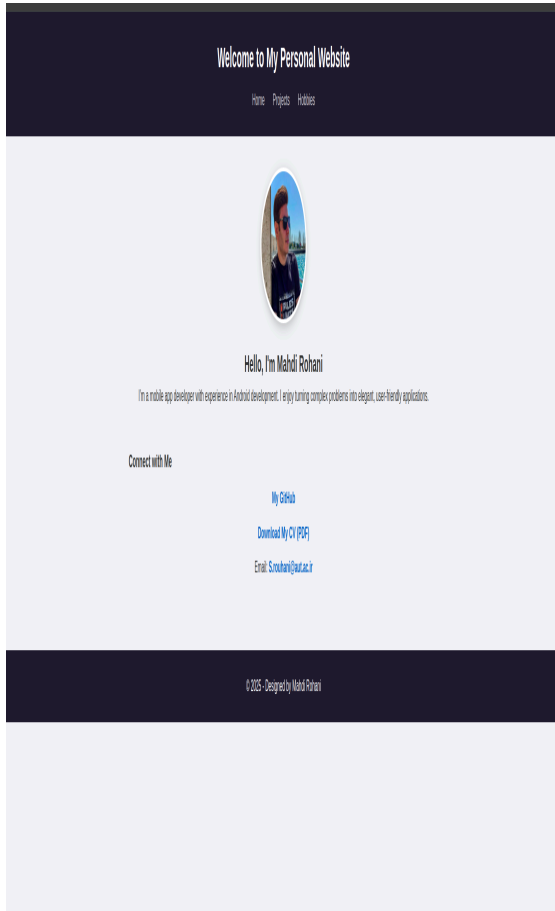 Welcome to My Personal Website
Home Projects Hobbies
Hello, I'm Mahdi Rohani
I'm a mobile app developer with experience in Android development. I enjoy turning complex problems into elegant, user-friendly applications.
Connect with Me
My GitHub
Download My CV (PDF)
Email: S.rouhani@aut.ac.ir
© 2025 - Designed by Mahdi Rohani